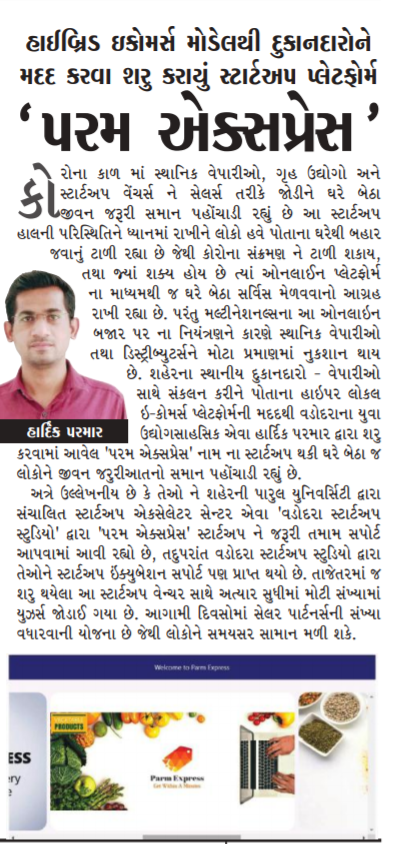 હાઈબ્રિડ ઇકોમર્સ મોડેલથી દુકાનદારોને
મદદ કરવા શરુ કરાયું સ્ટાર્ટઅપ પ્લેટફોર્મ
‘પરમ એક્સપ્રેસ’
કોરોના કાળ માં સ્થાનિક વેપારીઓ, ગૃહ ઉદ્યોગો અને
સ્ટાર્ટઅપ વેંચર્સ ને સેલર્સ તરીકે જોડીને ઘરે બેઠા
જીવન જરૂરી સમાન પહોંચાડી રહ્યું છે આ સ્ટાર્ટઅપ
હાલની પરિસ્થિતિને ધ્યાનમાં રાખીને લોકો હવે પોતાના ઘરેથી બહાર
જવાનું ટાળી રહ્યા છે જેથી કોરોના સંક્રમણ ને ટાળી શકાય,
તથા જ્યાં શક્ય હોય છે ત્યાં ઓનલાઈન પ્લેટફોર્મ
ના માધ્યમથી જ ઘરે બેઠા સર્વિસ મેળવવાનો આગ્રહ
રાખી રહ્યા છે. પરંતુ મલ્ટીનેશનલ્સના આ ઓનલાઇન
બજાર પર ના નિયંત્રણને કારણે સ્થાનિક વેપારીઓ
તથા ડિસ્ટ્રીબ્યુટર્સને મોટા પ્રમાણમાં નુકશાન થાય
છે. શહેરના સ્થાનીય દુકાનદારો - વેપારીઓ
સાથે સંકલન કરીને પોતાના હાઇપર લોકલ
ઇ-કોમર્સ પ્લેટફોર્મની મદદથી વડોદરાના યુવા
ઉદ્યોગસાહસિક એવા હાર્દિક પરમાર દ્વારા શરુ
હાર્દિક પરમાર
કરવામાં આવેલ 'પરમ એક્સપ્રેસ' નામ ના સ્ટાર્ટઅપ થકી ઘરે બેઠા જ
લોકોને જીવન જરુરીઆતનો સમાન પહોંચાડી રહ્યું છે.
અત્રે ઉલ્લેખનીય છે કે તેઓ ને શહેરની પારુલ યુનિવર્સિટી દ્વારા
સંચાલિત સ્ટાર્ટઅપ એક્સેલેટર સેન્ટર એવા 'વડોદરા સ્ટાર્ટઅપ
સ્ટુડિયો' દ્વારા 'પરમ એક્સપ્રેસ' સ્ટાર્ટઅપ ને જરૂરી તમામ સપોર્ટ
આપવામાં આવી રહ્યો છે, તદુપરાંત વડોદરા સ્ટાર્ટઅપ સ્ટુડિયો દ્વારા
તેઓને સ્ટાર્ટઅપ ઇંક્યુબેશન સપોર્ટ પણ પ્રાપ્ત થયો છે. તાજેતરમાં જ
શરુ થયેલા આ સ્ટાર્ટઅપ વેન્ચર સાથે અત્યાર સુધીમાં મોટી સંખ્યામાં
યુઝર્સ જોડાઈ ગયા છે. આગામી દિવસોમાં સેલર પાર્ટનર્સની સંખ્યા
વધારવાની યોજના છે જેથી લોકોને સમયસર સામાન મળી શકે.
Welcome to Parm Express
PRODUCTS
ESS
ery
Parm Express
Get Within A Minutes